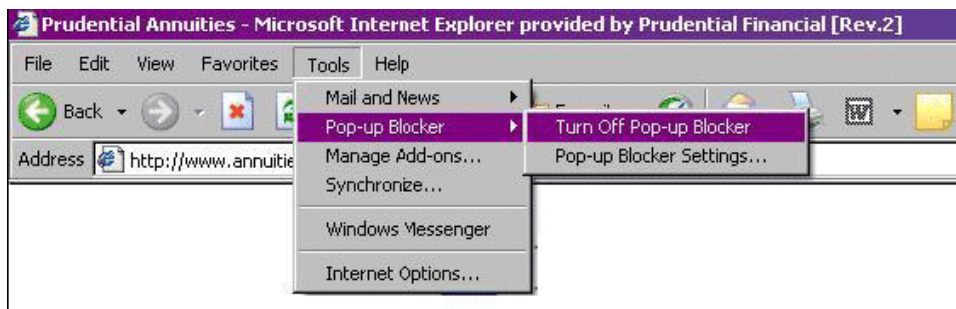 Prudential Annuities - Microsoft Internet Explorer provided by Prudential Financial [Rev.2]
File Edit View Favorites Tools Help
Back
Mail and News
Pop-up Blocker
Turn Off Pop-up Blocker
Address http://www.annuitie
Manage Add-ons...
Pop-up Blocker Settings...
Synchronize...
Windows Messenger
Internet Options...